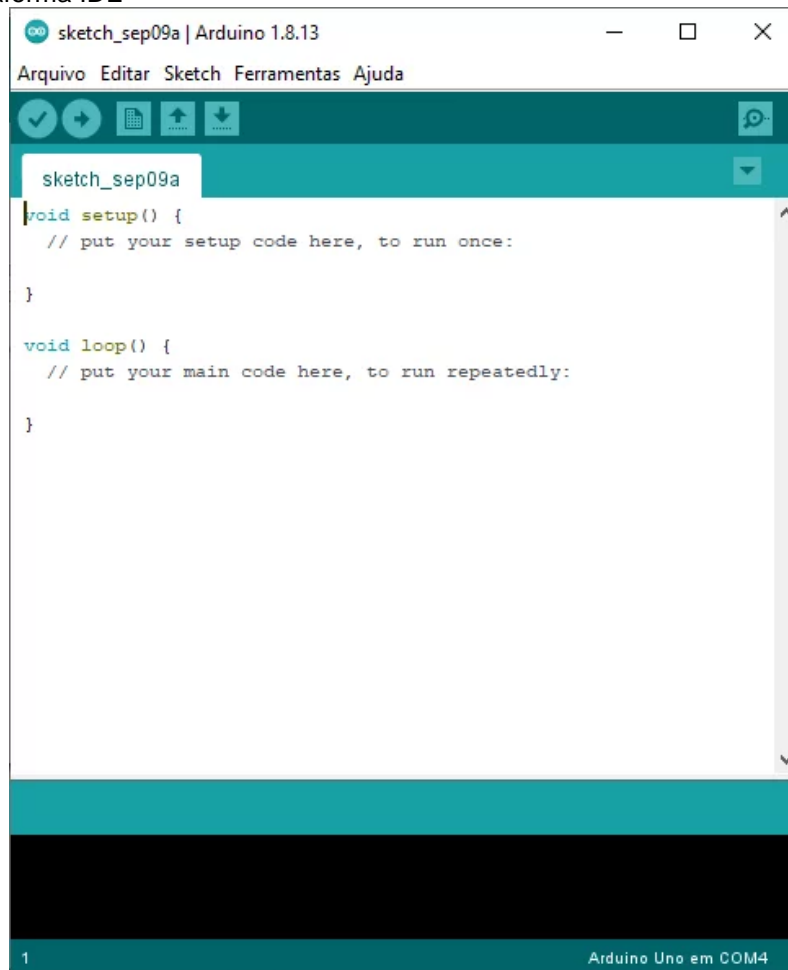 IDE
sketch_sep09a | Arduino 1.8.13
Arquivo Editar Sketch Ferramentas Ajuda
sketch_sep09a
void setup() {
// put your setup code here, to run once:
}
void loop() {
// put your main code here, to run repeatedly:
}
1
Arduino Uno em COM4